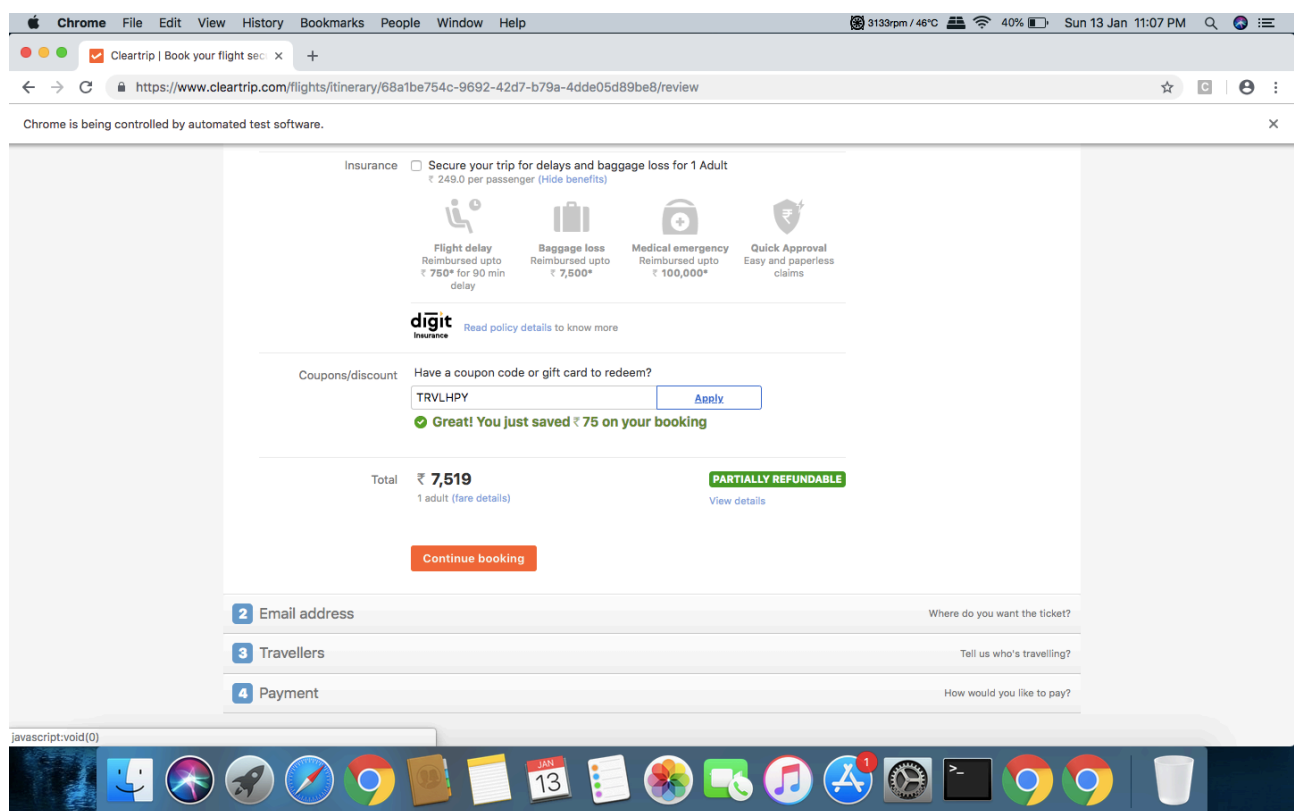 Chrome File Edit View History Bookmarks People Window Help 3133rpm / 46°C 40% Sun 13 Jan 11:07 PM
Cleartrip | Book your flight sec
https://www.cleartrip.com/flights/itinerary/68a1be754c-9692-42d7-b79a-4dde05d89be8/review C
Chrome is being controlled by automated test software.
Insurance Secure your trip for delays and baggage loss for 1 Adult
₹ 249.0 per passenger (Hide benefits)
Flight delay Baggage loss Medical emergency Quick Approval
Reimbursed upto Reimbursed upto Reimbursed upto Easy and paperless
₹ 750* for 90 min ₹ 7,500* ₹ 100,000* claims
delay
digit
Insurance Read policy details to know more
Coupons/discount Have a coupon code or gift card to redeem?
TRVLHPY Apply
Great! You just saved ₹ 75 on your booking
Total ₹ 7,519 PARTIALLY REFUNDABLE
1 adult (fare details) View details
Continue booking
2 Email address Where do you want the ticket?
3 Travellers Tell us who's travelling?
4 Payment How would you like to pay?
javascript:void(0)
JAN
13
1
>_